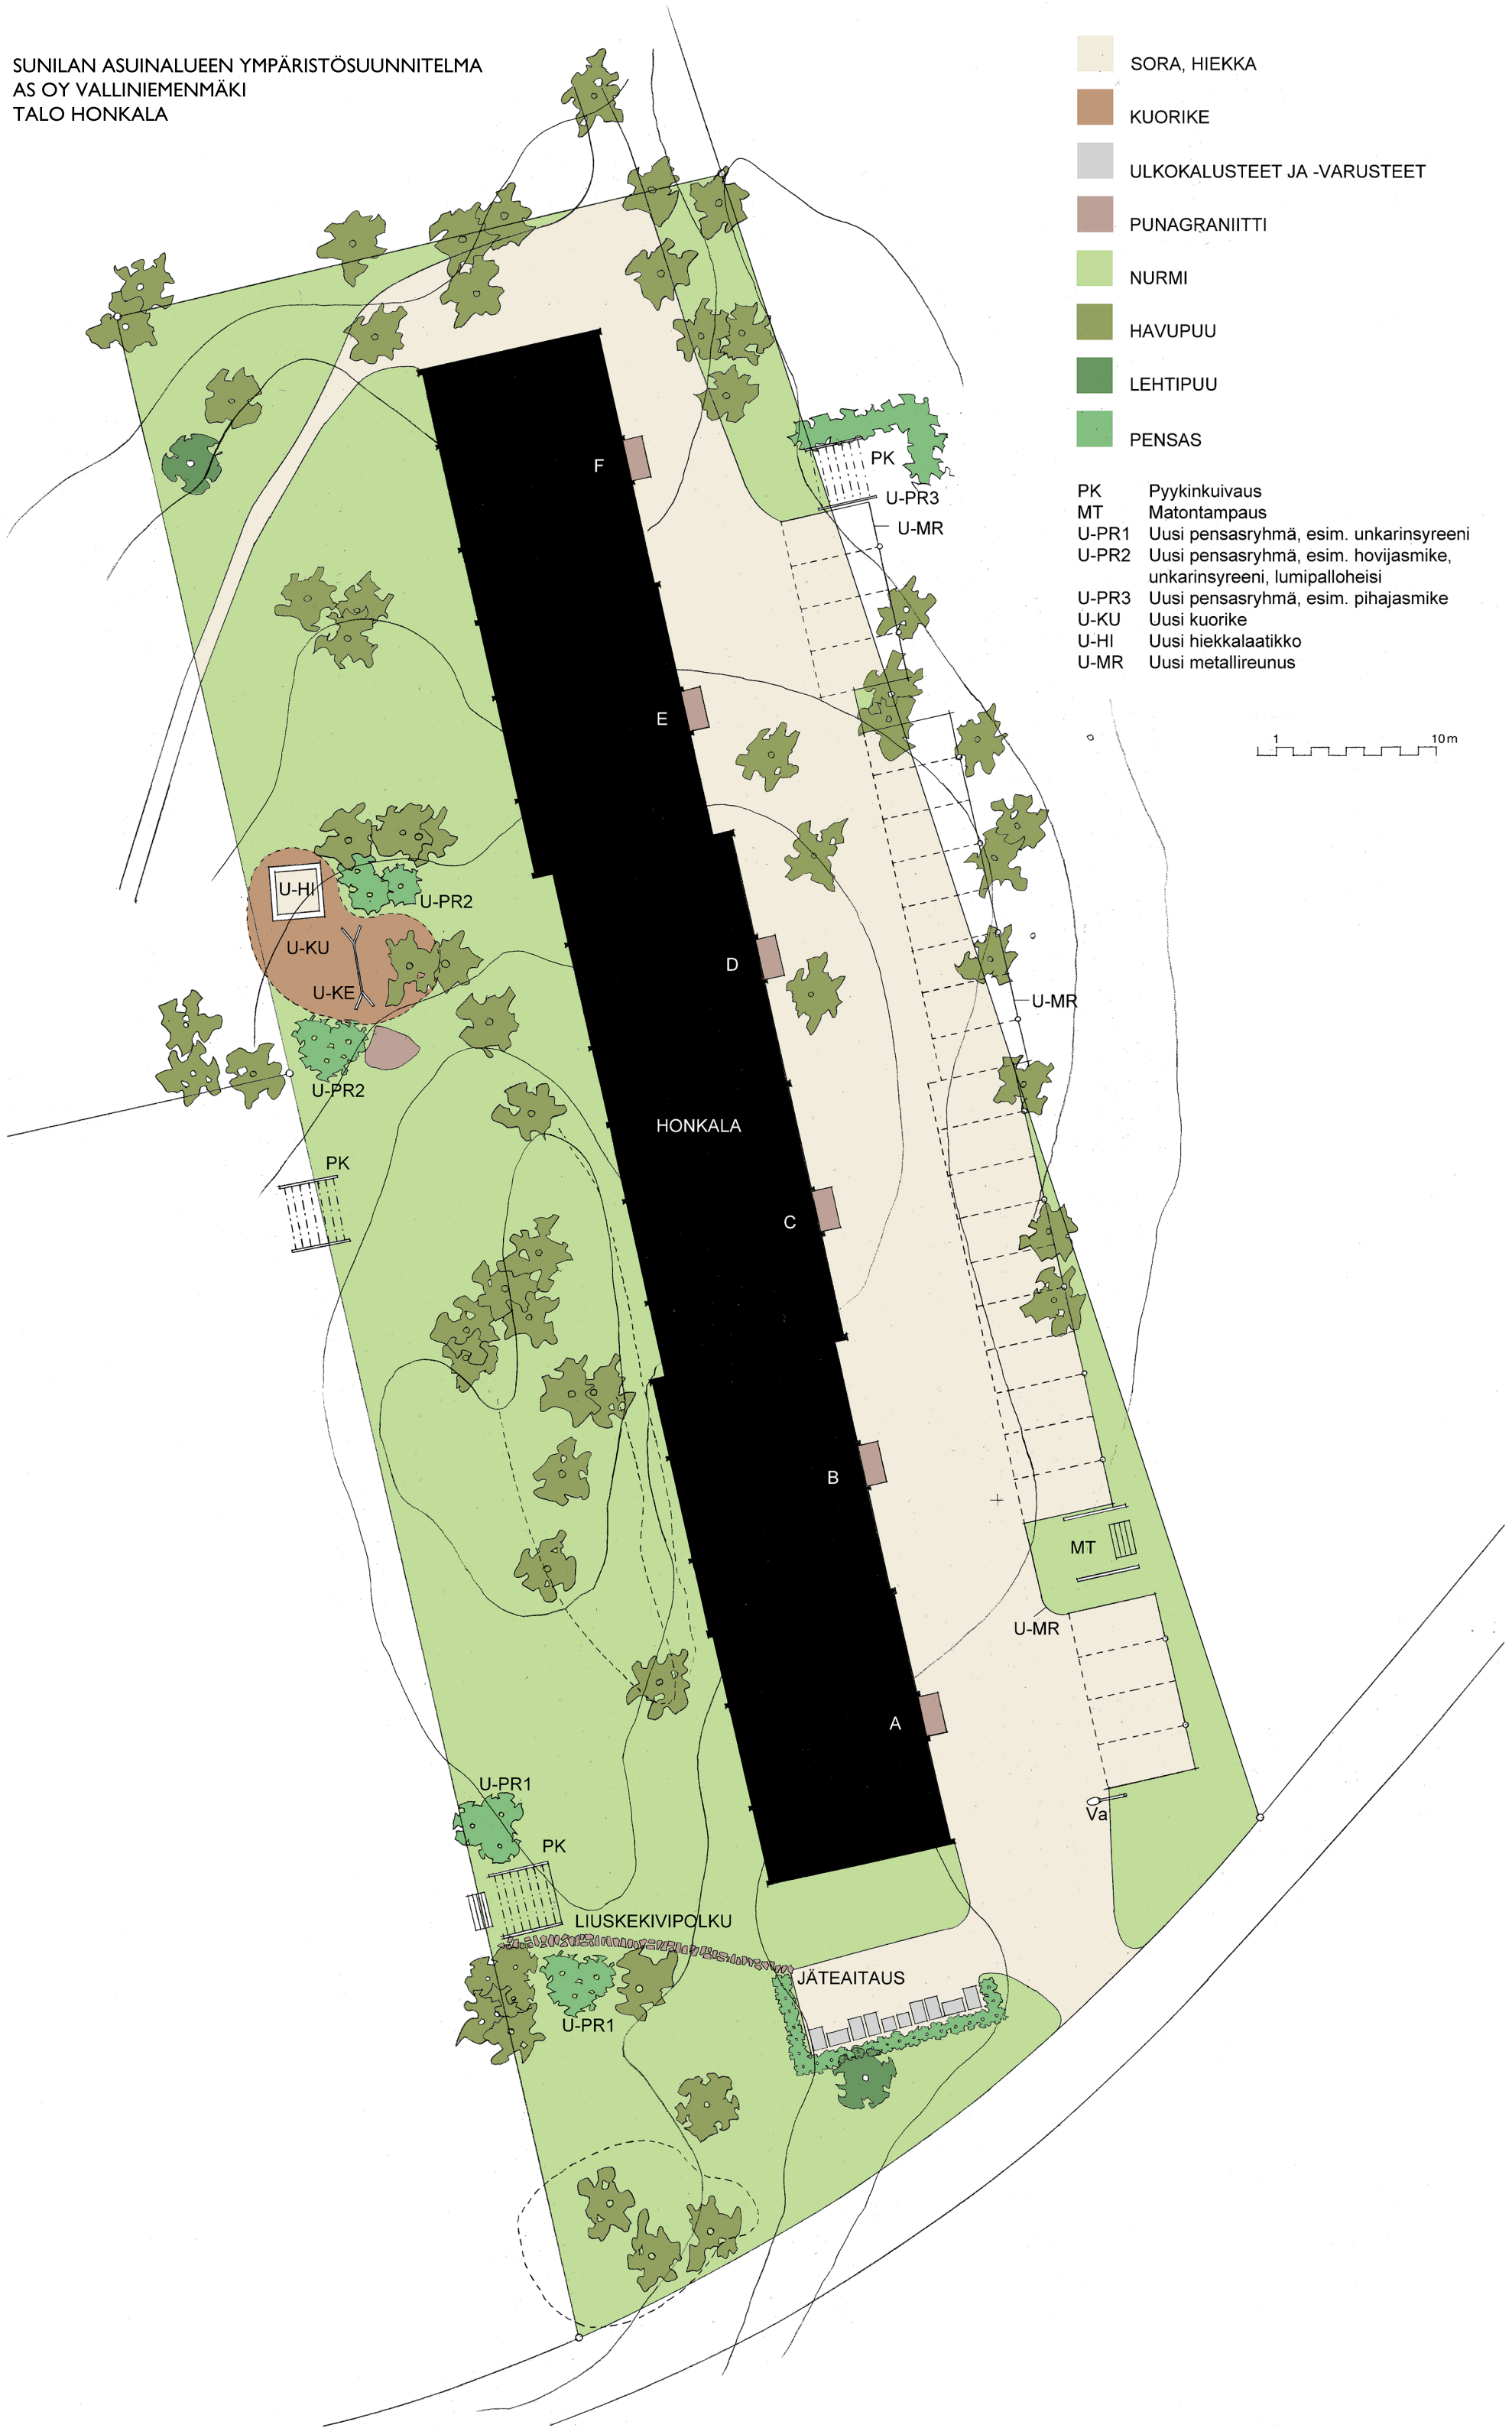 SUNILAN ASUINALUEEN YMPÄRISTÖSUUNNITELMA
AS OY VALLINIEMENMÄKI
TALO HONKALA
SORA, HIEKKA
KUORIKE
ULKOKALUSTEET JA -VARUSTEET
PUNAGRANIITTI
NURMI
HAVUPUU
LEHTIPUU
PENSAS
PK Pyykinkuivaus
MT Matontampaus
U-PR1 Uusi pensasryhmä, esim. unkarinsyreeni
U-PR2 Uusi pensasryhmä, esim. hovijasmike,
unkarinsyreeni, lumipalloheisi
U-PR3 Uusi pensasryhmä, esim. pihajasmike
U-KU Uusi kuorike
U-HI Uusi hiekkalaatikko
U-MR Uusi metallireunus
1 10m
PK
F
U-PR3
U-MR
E
U-HI
U-PR2
U-KU
D
U-KE
U-MR
U-PR2
HONKALA
PK
C
B
MT
U-MR
A
U-PR1
Va
PK
LIUSKEKIVIPOLKU
JÄTEAITAUS
U-PR1